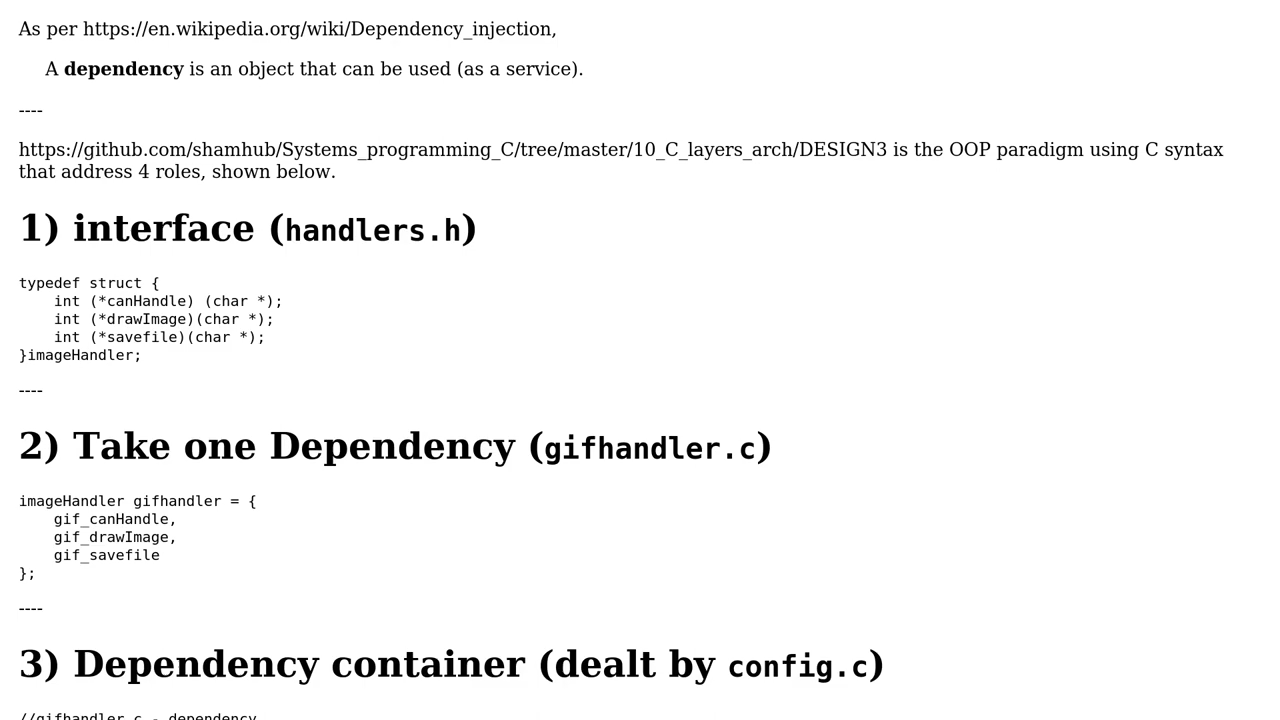 As per https://en.wikipedia.org/wiki/Dependency_injection,
A dependency is an object that can be used (as a service).
----
https://github.com/shamhub/Systems_programming_C/tree/master/10_C_layers_arch/DESIGN3 is the OOP paradigm using C syntax
that address 4 roles, shown below.
1) interface (handlers.h)
typedef struct {
    int (*canHandle) (char *);
    int (*drawImage)(char *);
    int (*savefile)(char *);
}imageHandler;
----
2) Take one Dependency (gifhandler.c)
imageHandler gifhandler = {
    gif_canHandle,
    gif_drawImage,
    gif_savefile
};
----
3) Dependency container (dealt by config.c)
//gifhandler.c - dependency